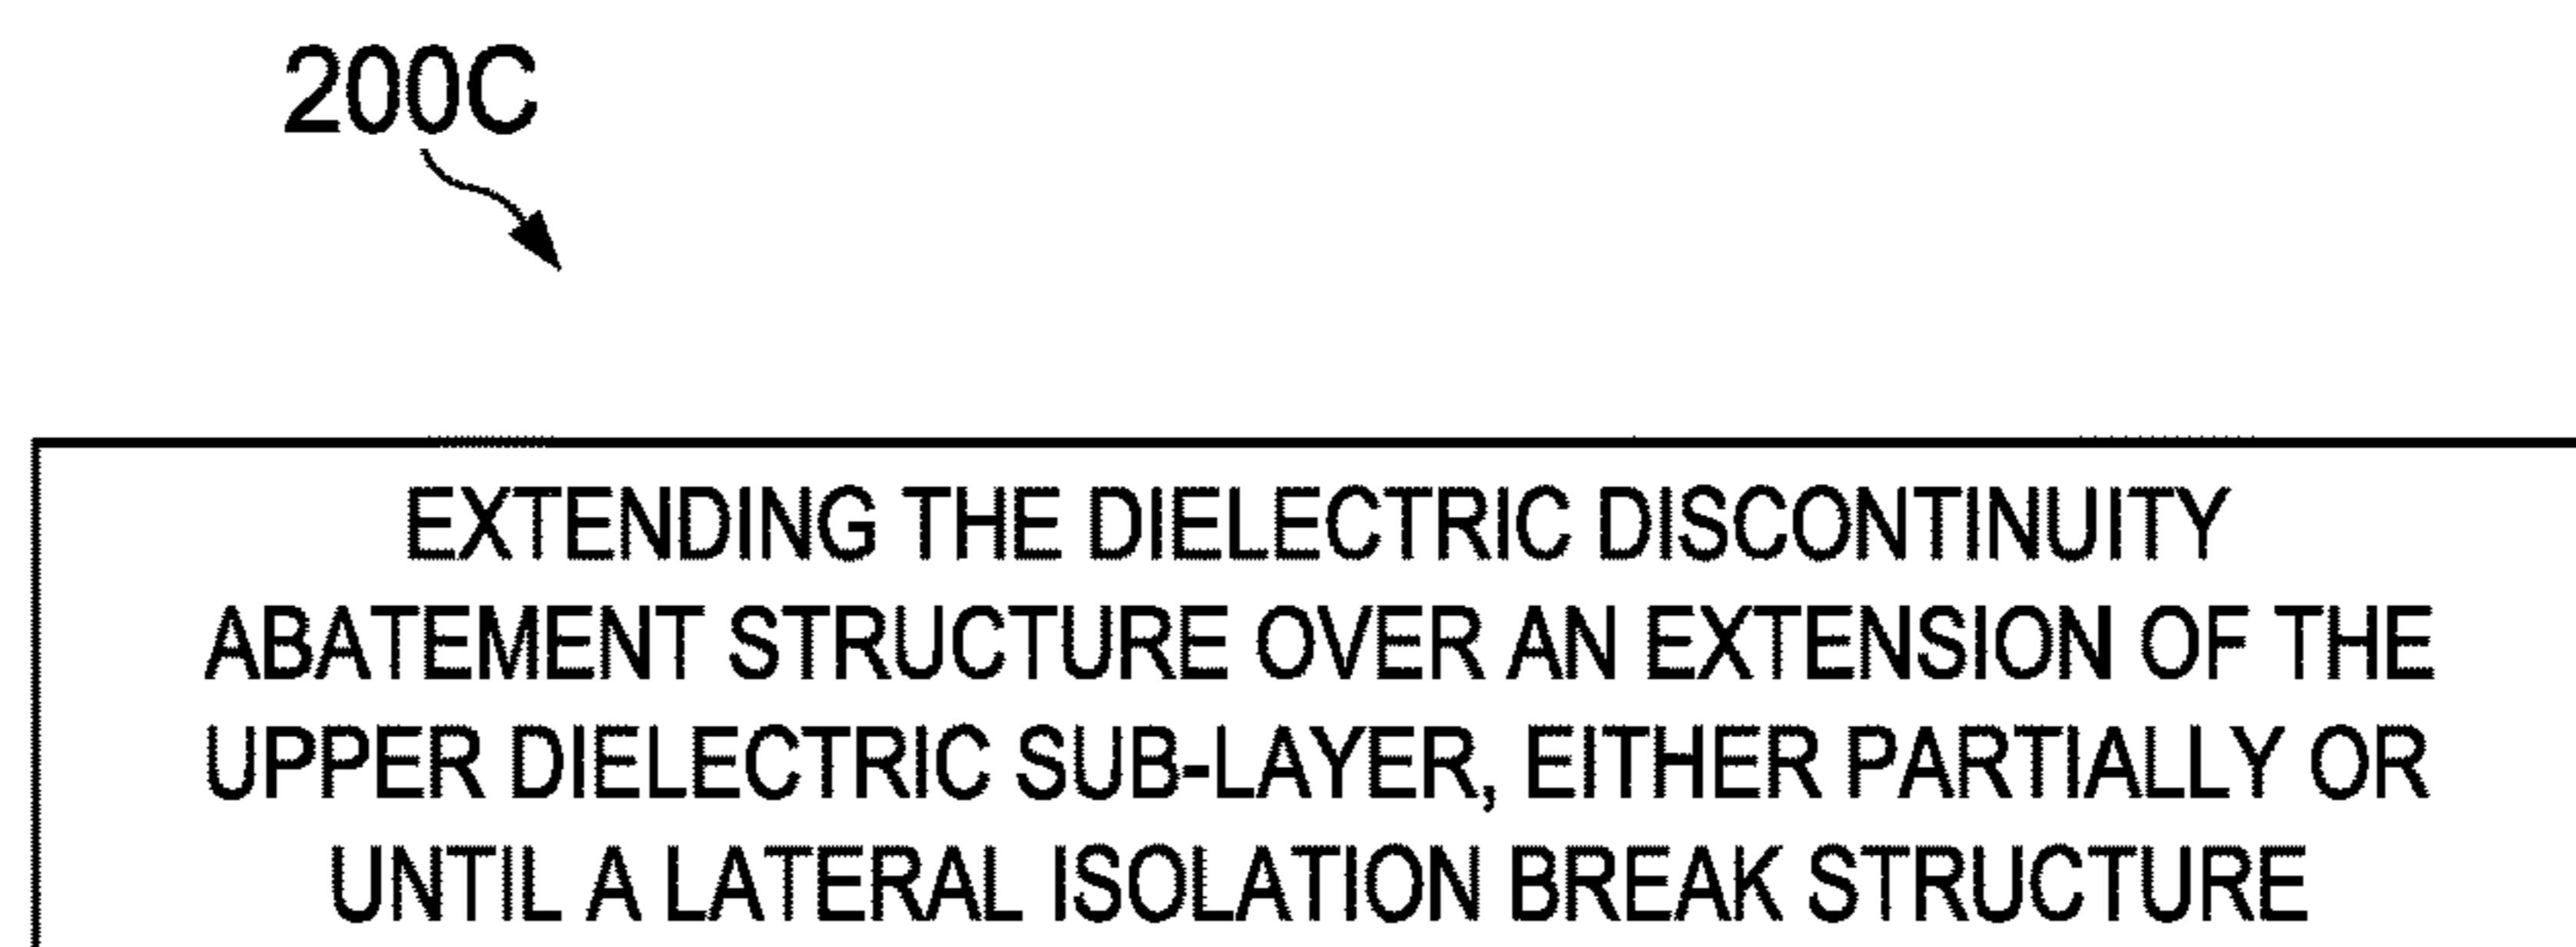 200C
EXTENDING THE DIELECTRIC DISCONTINUITY
ABATEMENT STRUCTURE OVER AN EXTENSION OF THE
UPPER DIELECTRIC SUB-LAYER, EITHER PARTIALLY OR
UNTIL A LATERAL ISOLATION BREAK STRUCTURE